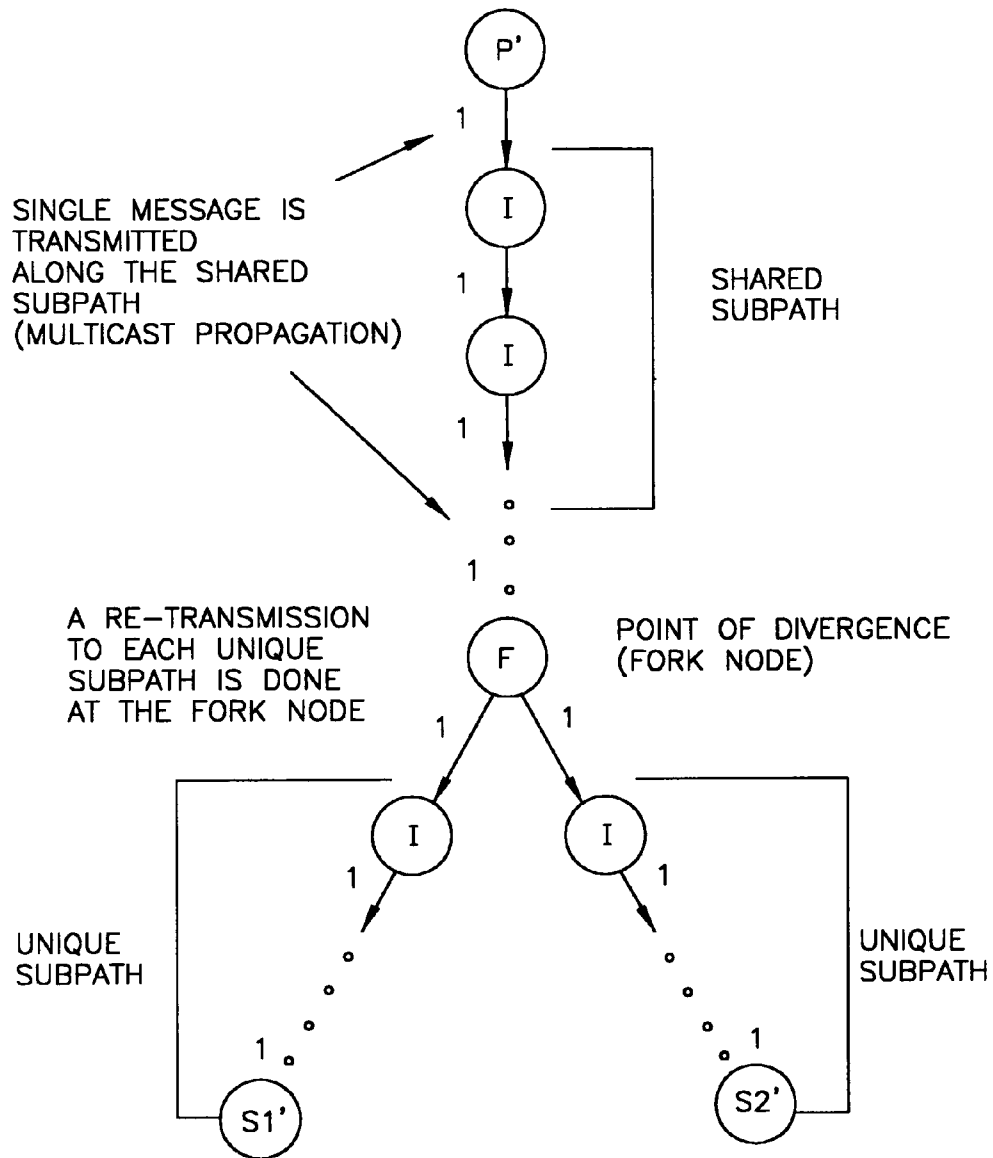 P'
1
I
SINGLE MESSAGE IS
TRANSMITTED
ALONG THE SHARED
SUBPATH
(MULTICAST PROPAGATION)
1
SHARED
SUBPATH
I
1
1
A RE-TRANSMISSION
TO EACH UNIQUE
SUBPATH IS DONE
AT THE FORK NODE
F
POINT OF DIVERGENCE
(FORK NODE)
1
1
I
I
1
1
UNIQUE
SUBPATH
UNIQUE
SUBPATH
1
1
S1'
S2'